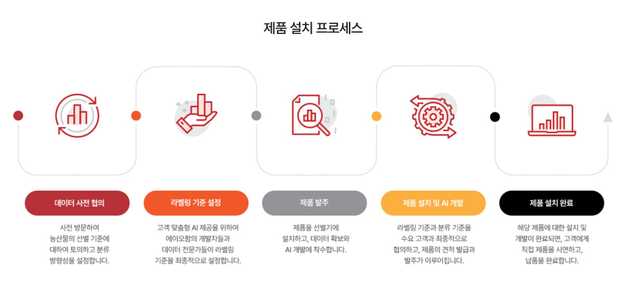 제품 설치 프로세스
데이터 사전 협의
사전 방문하여
농산물의 선별 기준에
대하여 토의하고 분류
방향성을 설정합니다.
라벨링 기준 설정
고객 맞춤형 AI 제공을 위하여
에이오팜의 개발자들과
데이터 전문가들이 라벨링
기준을 최종적으로 설정합니다.
제품 발주
제품을 선별기에
설치하고, 데이터 확보와
AI 개발에 착수합니다.
제품 설치 및 AI 개발
라벨링 기준과 분류 기준을
수요 고객과 최종적으로
협의하고, 제품의 견적 발급과
발주가 이루어집니다.
제품 설치 완료
해당 제품에 대한 설치 및
개발이 완료되면, 고객에게
직접 제품을 시연하고,
납품을 완료합니다.